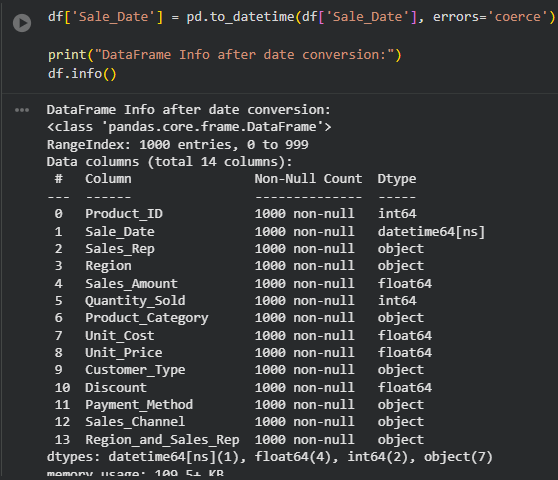 df['Sale_Date'] = pd.to_datetime(df['Sale_Date'], errors='coerce')
print("DataFrame Info after date conversion:")
df.info()
DataFrame Info after date conversion:
<class 'pandas.core.frame.DataFrame'>
RangeIndex: 1000 entries, 0 to 999
Data columns (total 14 columns):
 #   Column                Non-Null Count  Dtype
---  ------                --------------  -----
 0   Product_ID            1000 non-null   int64
 1   Sale_Date             1000 non-null   datetime64[ns]
 2   Sales_Rep             1000 non-null   object
 3   Region                1000 non-null   object
 4   Sales_Amount          1000 non-null   float64
 5   Quantity_Sold         1000 non-null   int64
 6   Product_Category      1000 non-null   object
 7   Unit_Cost             1000 non-null   float64
 8   Unit_Price            1000 non-null   float64
 9   Customer_Type         1000 non-null   object
 10  Discount              1000 non-null   float64
 11  Payment_Method        1000 non-null   object
 12  Sales_Channel         1000 non-null   object
 13  Region_and_Sales_Rep  1000 non-null   object
dtypes: datetime64[ns](1), float64(4), int64(2), object(7)
memory usage: 109.5+ KB